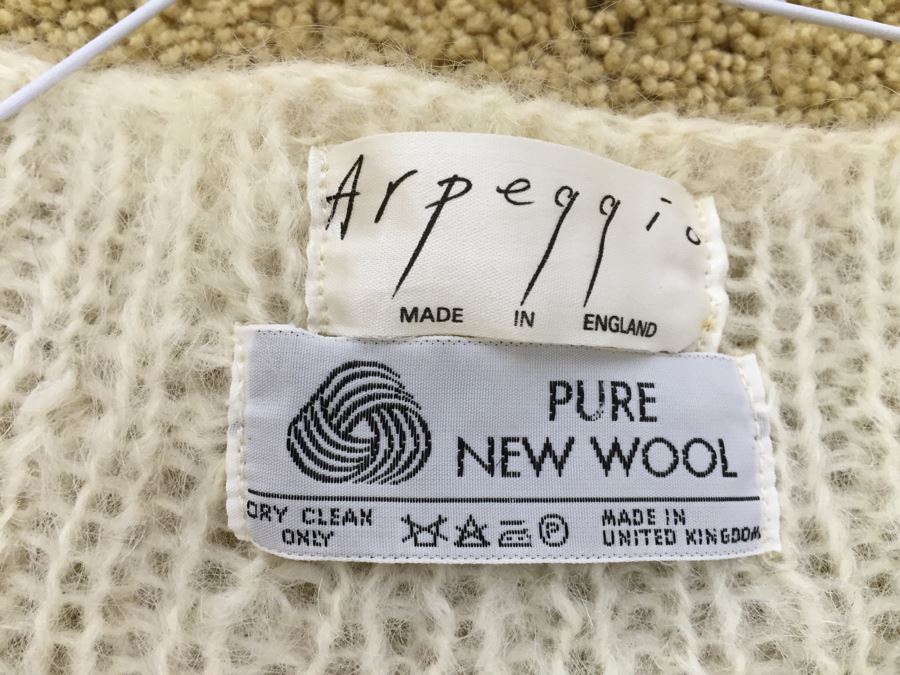 Arpeggio
MADE IN ENGLAND
PURE
NEW WOOL
DRY CLEAN
ONLY
P
MADE IN
UNITED KINGDOM